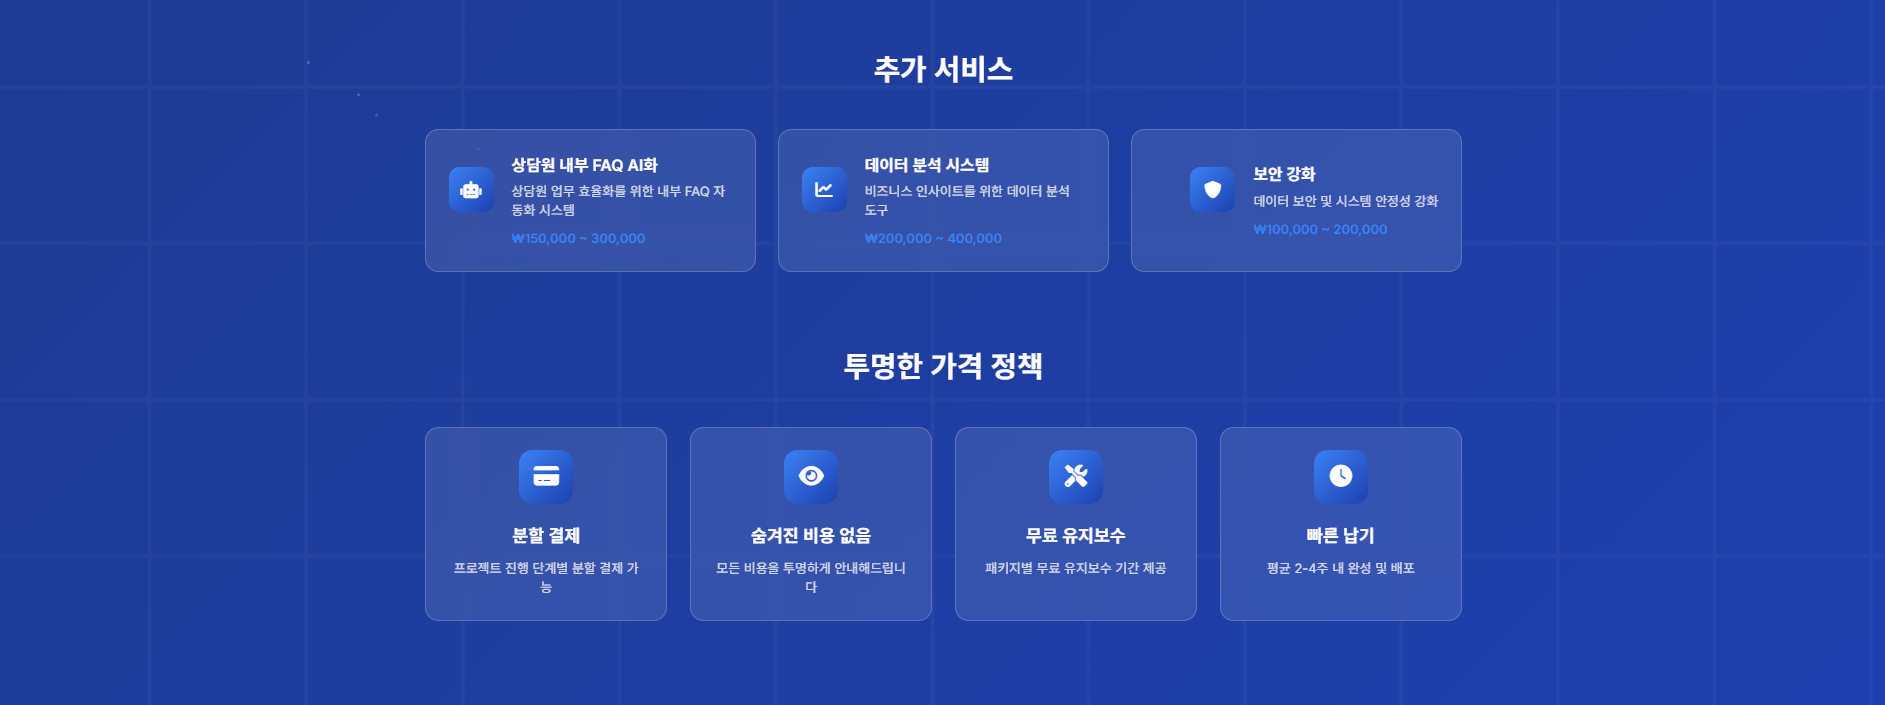 추가 서비스
상담원 내부 FAQ AI화
상담원 업무 효율화를 위한 내부 FAQ 자
동화 시스템
₩150,000 ~ 300,000
데이터 분석 시스템
비즈니스 인사이트를 위한 데이터 분석
도구
₩200,000 ~ 400,000
보안 강화
데이터 보안 및 시스템 안정성 강화
₩100,000 ~ 200,000
투명한 가격 정책
분할 결제
프로젝트 진행 단계별 분할 결제 가
능
숨겨진 비용 없음
모든 비용을 투명하게 안내해드립니
다
무료 유지보수
패키지별 무료 유지보수 기간 제공
빠른 납기
평균 2-4주 내 완성 및 배포